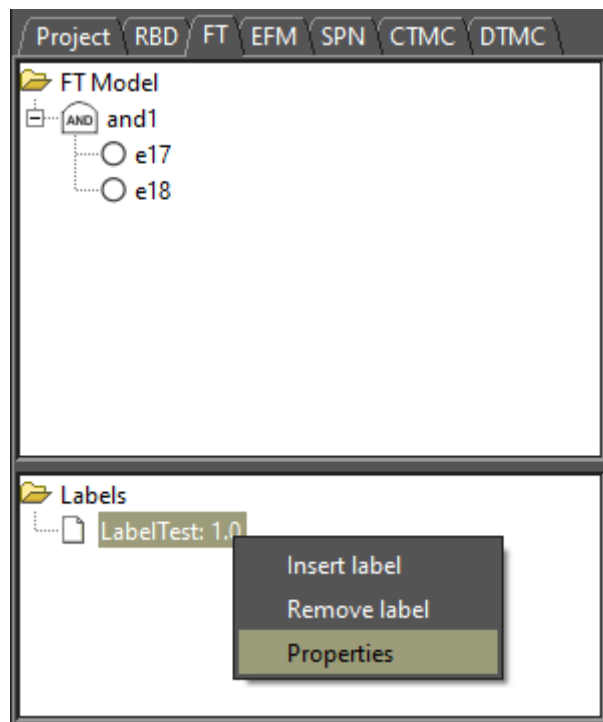 Project RBD FT EFM SPN CTMC DTMC
FT Model
AND and1
e17
e18
Labels
LabelTest: 1.0
Insert label
Remove label
Properties